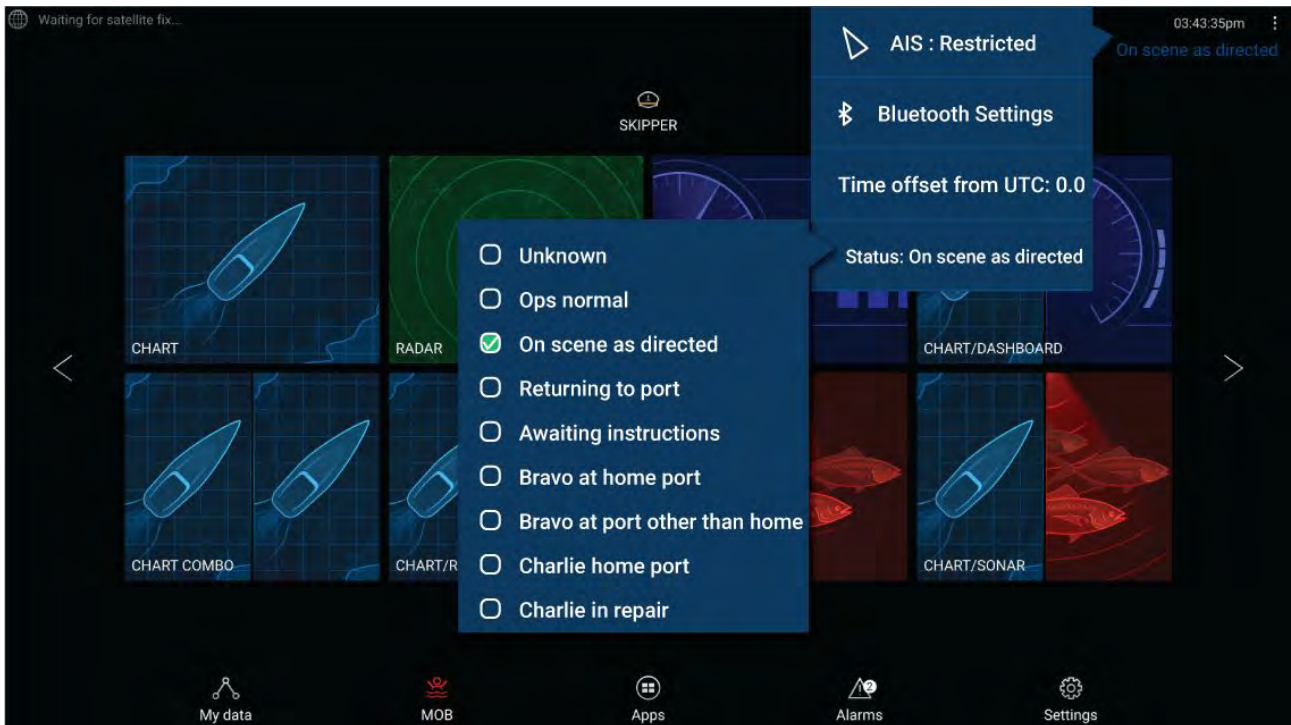 Waiting for satellite fix...
03:43:35pm
On scene as directed
AIS : Restricted
Bluetooth Settings
Time offset from UTC: 0.0
Status: On scene as directed
SKIPPER
Unknown
Ops normal
On scene as directed
Returning to port
Awaiting instructions
Bravo at home port
Bravo at port other than home
Charlie home port
Charlie in repair
CHART
RADAR
CHART/DASHBOARD
CHART COMBO
CHART/R
CHART/SONAR
My data
MOB
Apps
2
Alarms
Settings